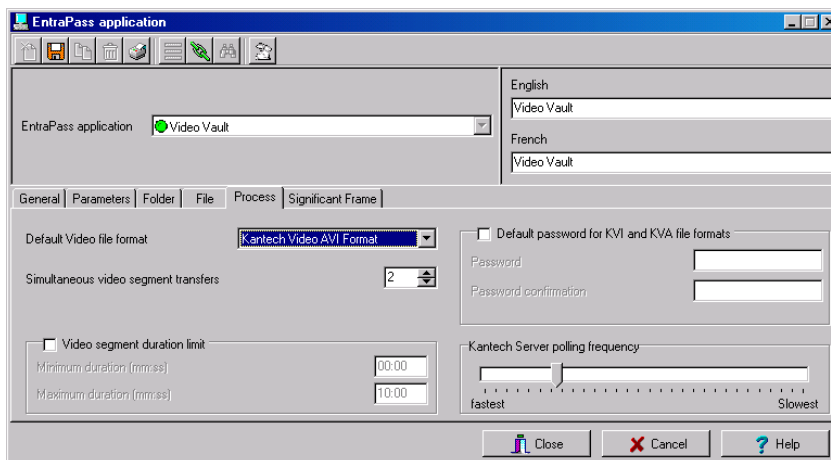 EntraPass application
English
Video Vault
EntraPass application
Video Vault
French
Video Vault
General Parameters Folder File Process Significant Frame
Default Video file format
Kantech Video AVI Format
Simultaneous video segment transfers
2
Default password for KVI and KVA file formats
Password
Password confirmation
Video segment duration limit
Minimum duration (mm:ss)
00:00
Maximum duration (mm:ss)
10:00
Kantech Server polling frequency
fastest
Slowest
Close
Cancel
? Help